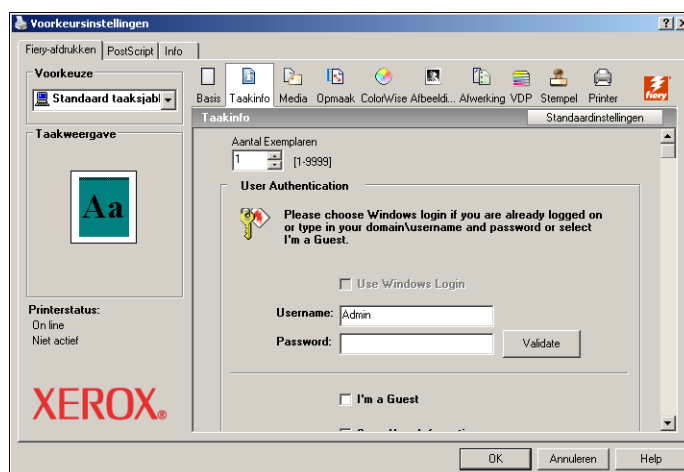 Voorkeursinstellingen
Fiery-afdrukken PostScript Info
Voorkeuze
Standaard taaksjabl
Taakweergave
Aa
Printerstatus:
On line
Niet actief
XEROX®
Basis Taakinfo Media Opmaak ColorWise Afbeeldi... Afwerking VDP Stempel Printer
fiery
Taakinfo Standaardinstellingen
Aantal Exemplaren
1 [1-9999]
User Authentication
Please choose Windows login if you are already logged on
or type in your domain\username and password or select
I'm a Guest.
Use Windows Login
Username: Admin
Password: Validate
I'm a Guest
OK Annuleren Help